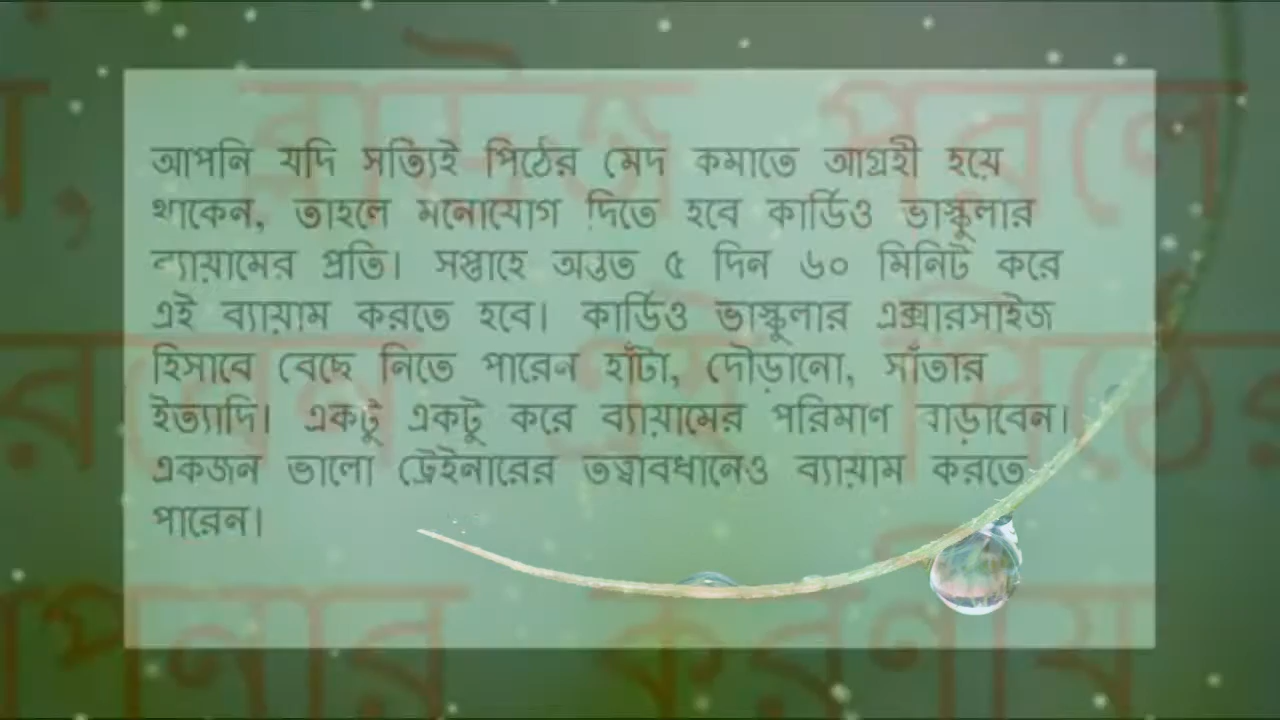 আপনি যদি সত্যিই পিঠের মেদ কমাতে আগ্রহী হয়ে
থাকেন, তাহলে মনোযোগ দিতে হবে কার্ডিও ভাস্কুলার
ব্যায়ামের প্রতি। সপ্তাহে অন্তত ৫ দিন ৬০ মিনিট করে
এই ব্যায়াম করতে হবে। কার্ডিও ভাস্কুলার এক্সারসাইজ
হিসাবে বেছে নিতে পারেন হাঁটা, দৌড়ানো, সাঁতার
ইত্যাদি। একটু একটু করে ব্যায়ামের পরিমাণ বাড়াবেন।
একজন ভালো ট্রেইনারের তত্ত্বাবধানেও ব্যায়াম করতে
পারেন।